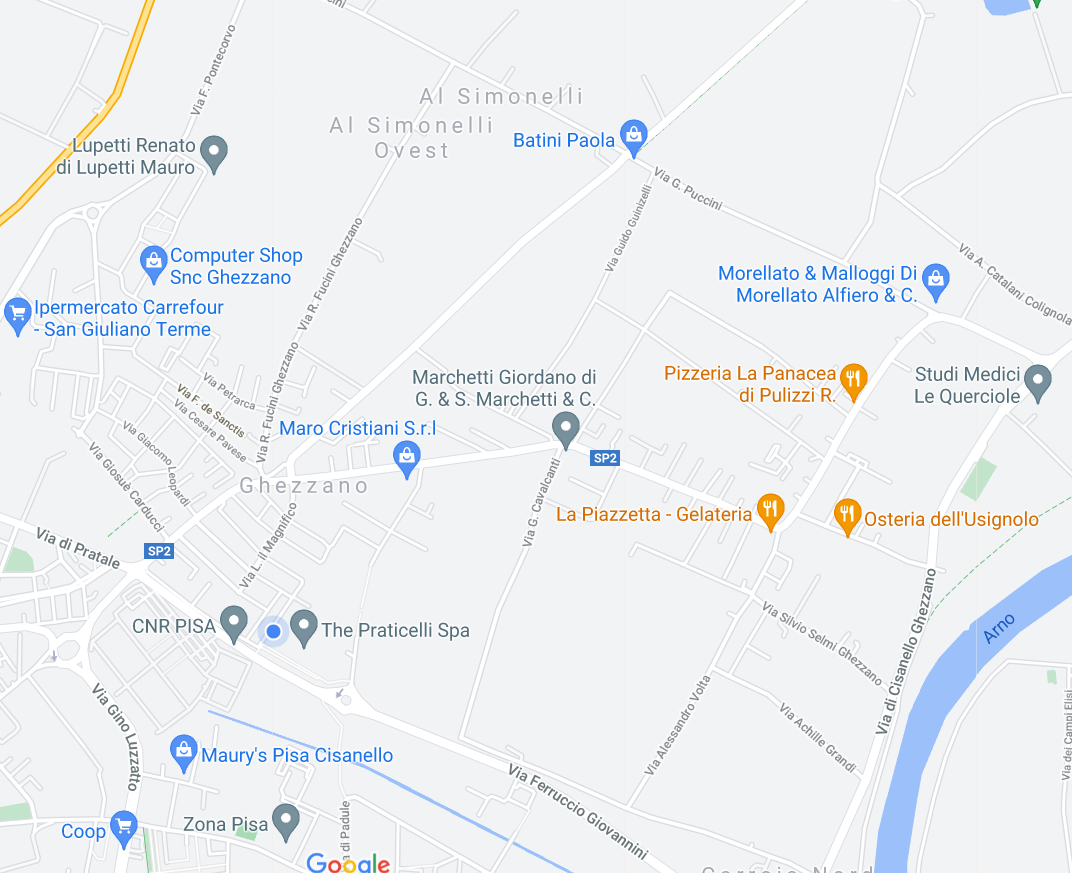 Via F. Pontecorvo
Al Simonelli
Al Simonelli
Ovest
Batini Paola
Lupetti Renato
di Lupetti Mauro
Via G. Puccini
Via Guido Guinizelli
Via R. Fucini Ghezzano
Computer Shop
Snc Ghezzano
Via A. Catalani Colignola
Morellato & Malloggi Di
Morellato Alfiero & C.
Ipermercato Carrefour
- San Giuliano Terme
Via R. Fucini Ghezzano
Via Petrarca
Via F. de Sanctis
Via Cesare Pavese
Marchetti Giordano di
G. & S. Marchetti & C.
Pizzeria La Panacea
di Pulizzi R.
Studi Medici
Le Querciole
Maro Cristiani S.r.l
Via Giacomo Leopardi
Via Giosuè Carducci
SP2
Ghezzano
Via G. Cavalcanti
La Piazzetta - Gelateria
Osteria dell'Usignolo
Via L. il Magnifico
Via di Pratale
SP2
CNR PISA
The Praticelli Spa
Via Silvio Selmi Ghezzano
Via di Cisanello Ghezzano
Arno
Via Gino Luzzatto
Via Alessandro Volta
Via Achille Grandi
Via dei Campi Elisi
Maury's Pisa Cisanello
Via Ferruccio Giovannini
Coop
Zona Pisa
di Padule
Google